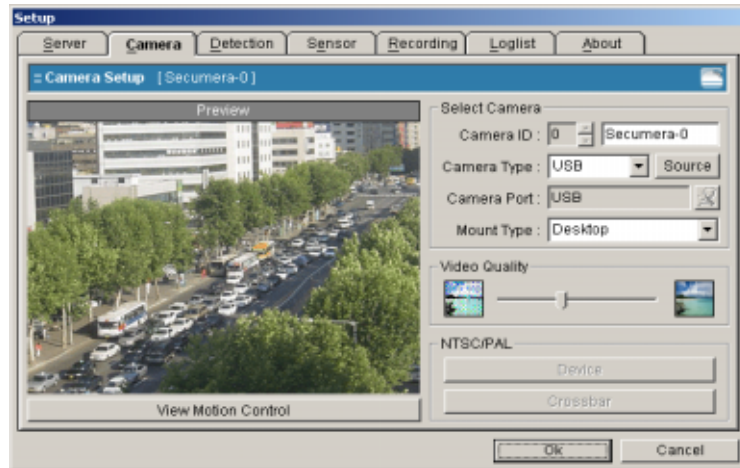 Setup
Server Camera Detection Sensor Recording Loglist About
Camera Setup [Secumera-0]
Preview
Select Camera
Camera ID : 0 Secumera-0
Camera Type : USB Source
Camera Port : USB
Mount Type : Desktop
Video Quality
NTSC/PAL
Device
Crossbar
View Motion Control
Ok Cancel